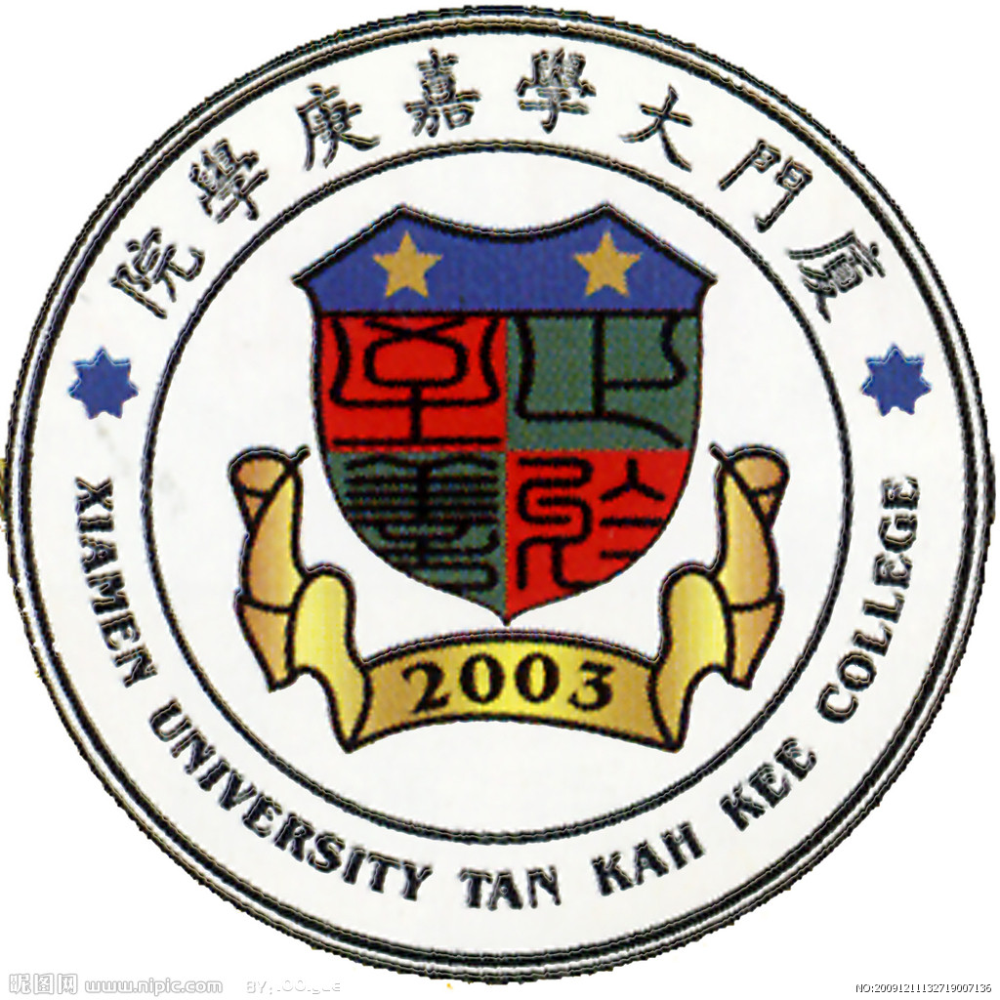 廈門大學嘉庚學院
2003
XIAMEN UNIVERSITY TAN KAH KEE COLLEGE
昵图网 www.nipic.com
NO:20091211132719007136